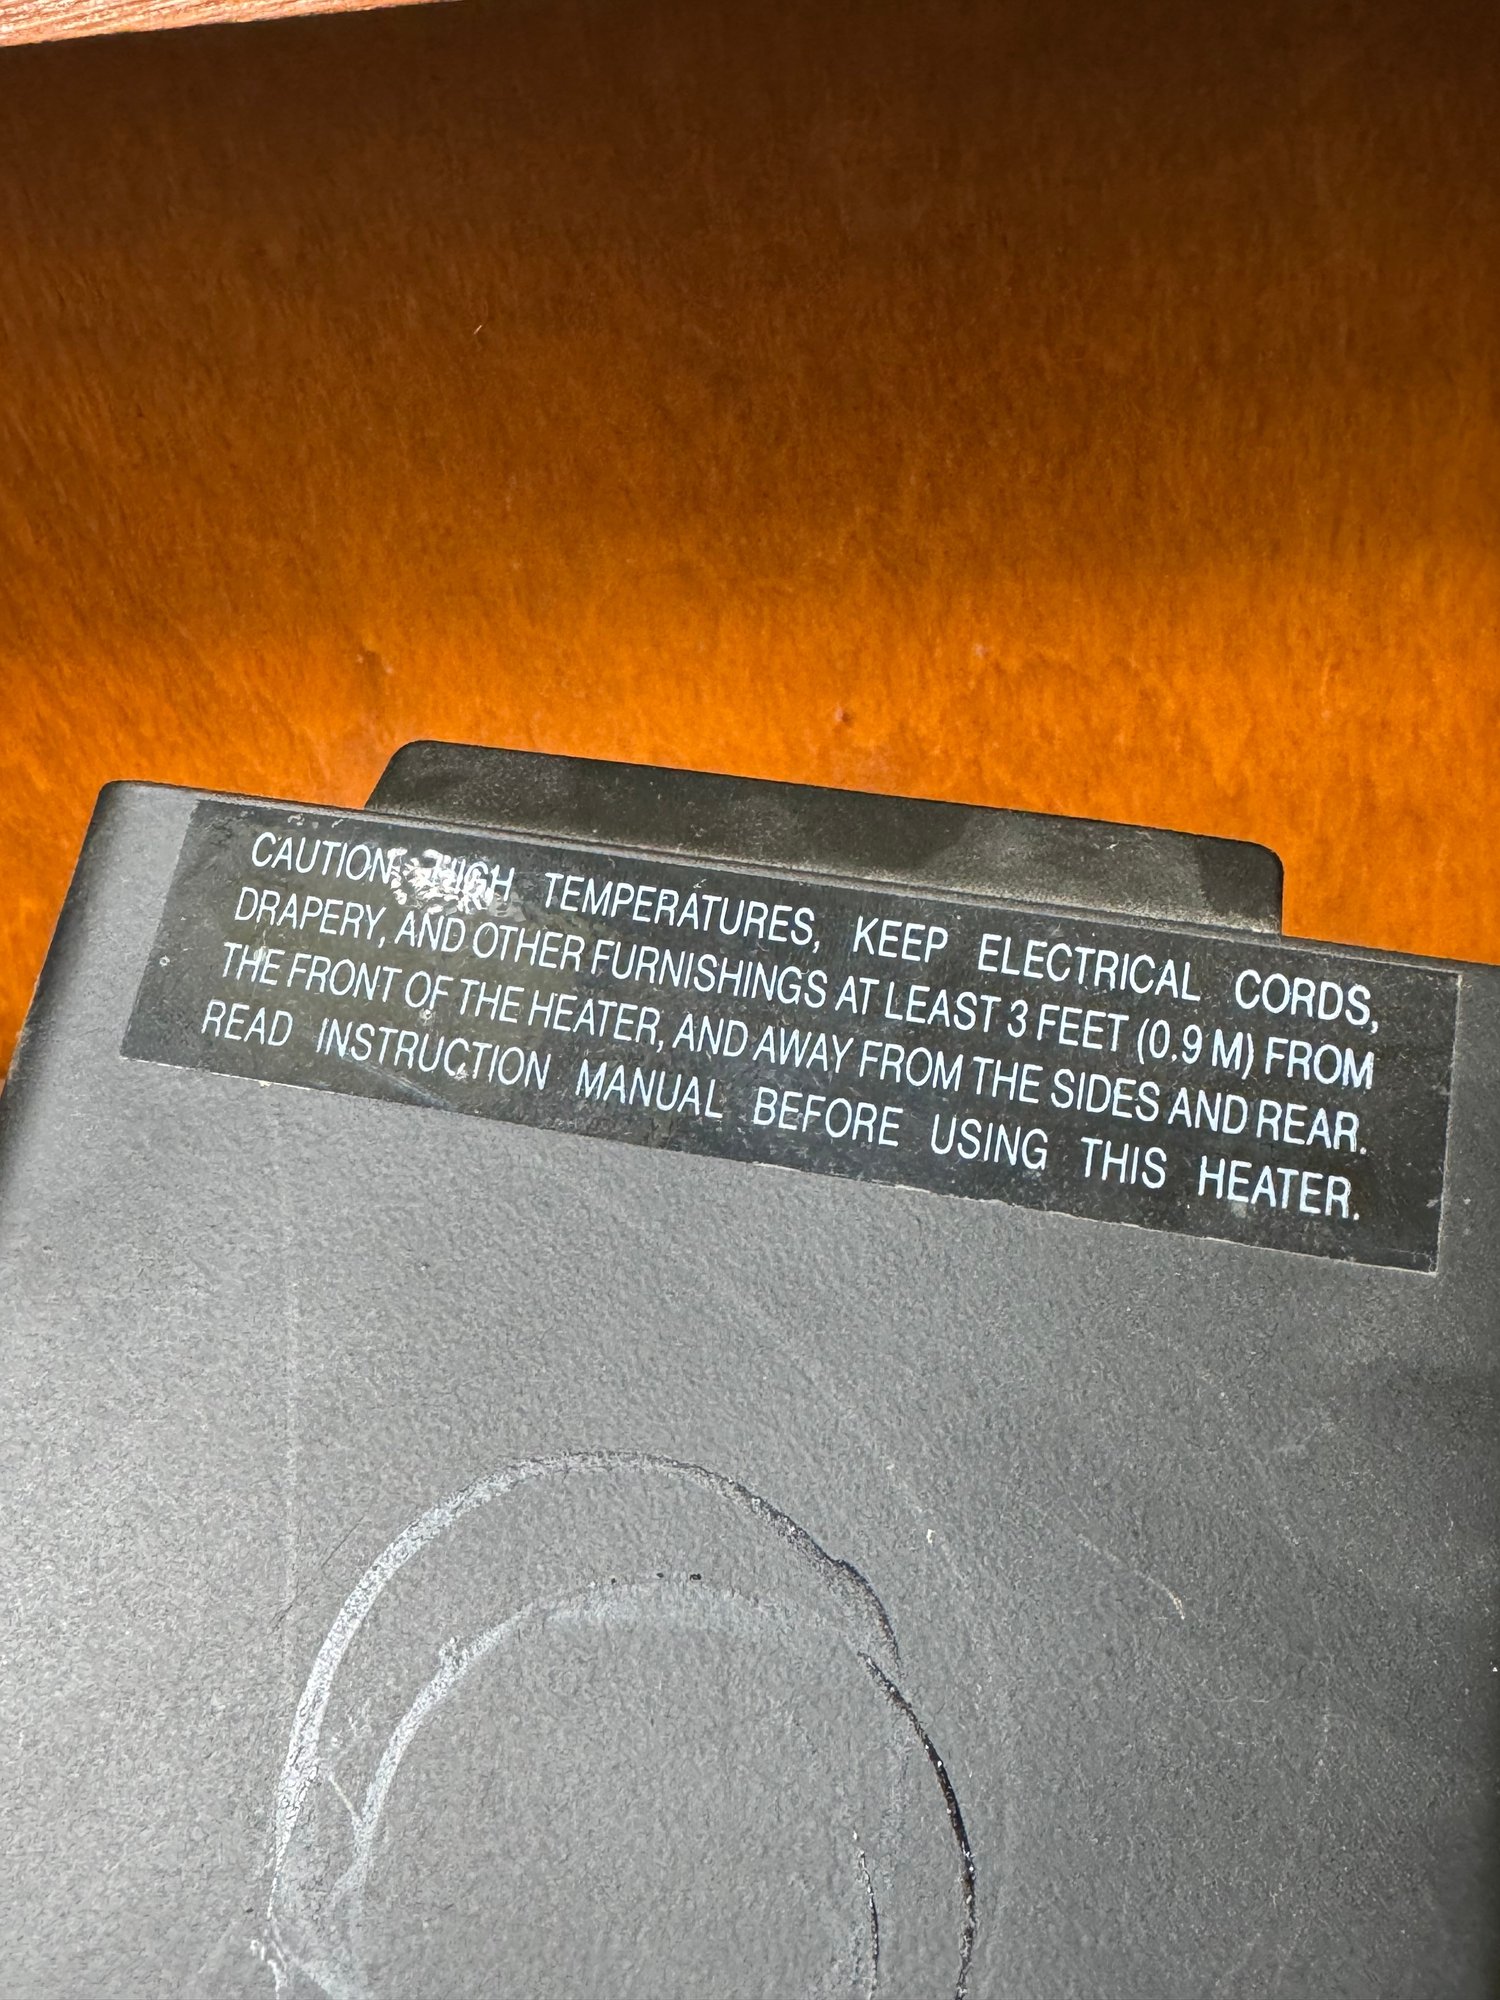 CAUTION HIGH TEMPERATURES, KEEP ELECTRICAL CORDS,
DRAPERY, AND OTHER FURNISHINGS AT LEAST 3 FEET (0.9 M) FROM
THE FRONT OF THE HEATER, AND AWAY FROM THE SIDES AND REAR.
READ INSTRUCTION MANUAL BEFORE USING THIS HEATER.